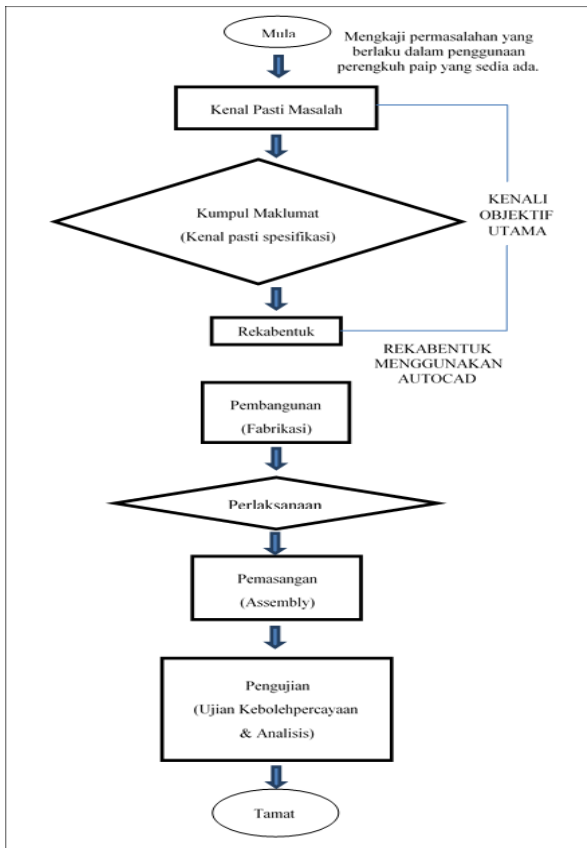 Mula
Mengkaji permasalahan yang
berlaku dalam penggunaan
perengkuh paip yang sedia ada.
Kenal Pasti Masalah
Kumpul Maklumat
(Kenal pasti spesifikasi)
KENALI
OBJEKTIF
UTAMA
Rekabentuk
REKABENTUK
MENGGUNAKAN
AUTOCAD
Pembangunan
(Fabrikasi)
Perlaksanaan
Pemasangan
(Assembly)
Pengujian
(Ujian Kebolehpercayaan
& Analisis)
Tamat